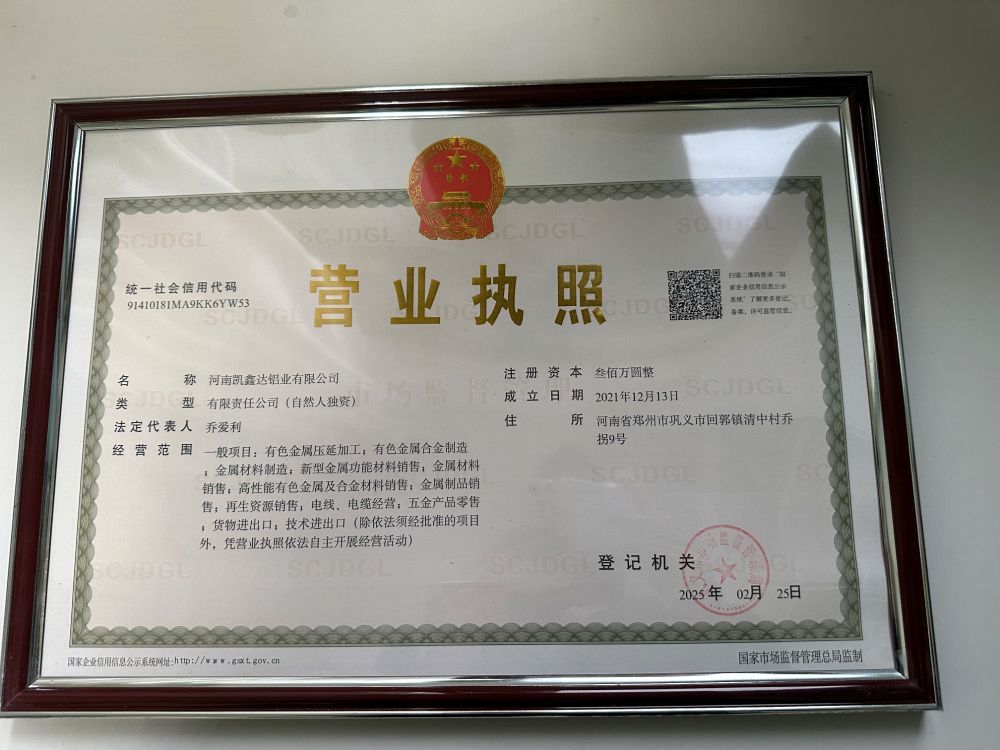 营业执照
统一社会信用代码
91410181MA9KK6YW53
扫描二维码登录‘国
家企业信用信息公示
系统’了解更多登记、
备案、许可监管信息。
名 称 河南凯鑫达铝业有限公司
类 型 有限责任公司（自然人独资）
法定代表人 乔爱利
经营范围 一般项目：有色金属压延加工；有色金属合金制造
；金属材料制造；新型金属功能材料销售；金属材料
销售；高性能有色金属及合金材料销售；金属制品销
售；再生资源销售；电线、电缆经营；五金产品零售
；货物进出口；技术进出口（除依法须经批准的项目
外，凭营业执照依法自主开展经营活动）
注册资本 叁佰万圆整
成立日期 2021年12月13日
住 所 河南省郑州市巩义市回郭镇清中村乔
拐9号
登记机关
2025年 02月 25日
国家企业信用信息公示系统网址:http://www.gsxt.gov.cn
国家市场监督管理总局监制